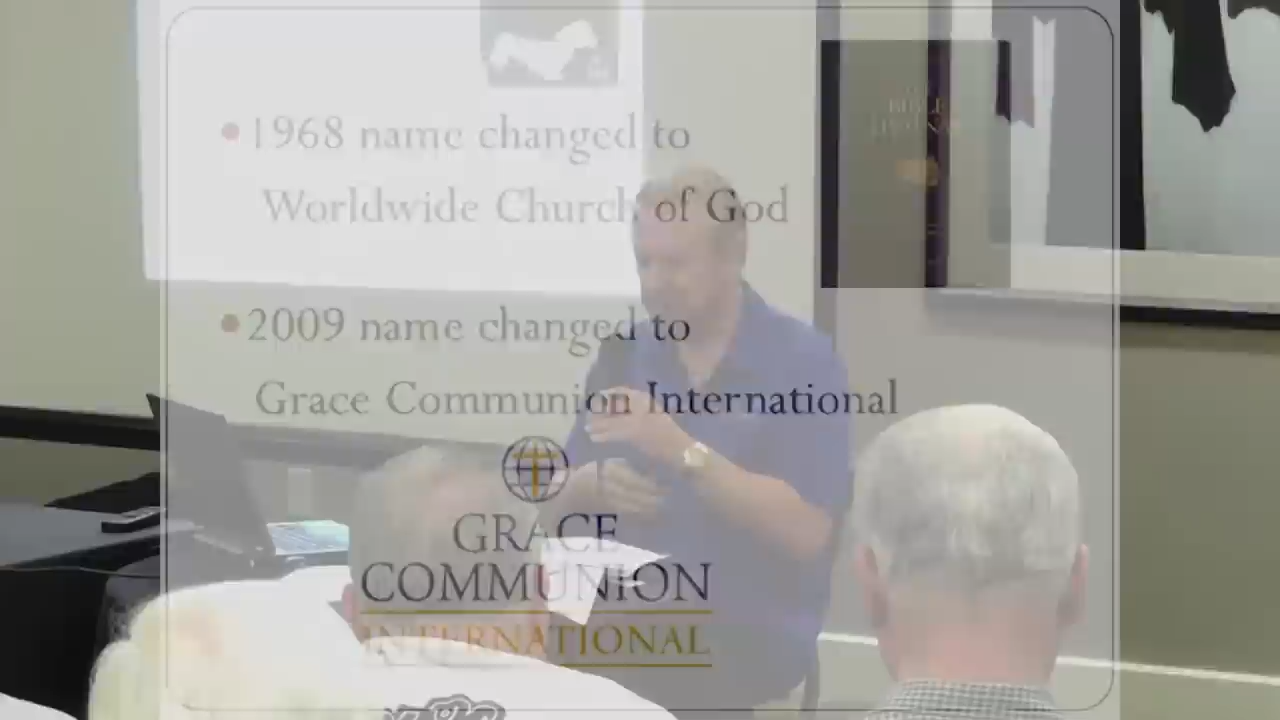 • 1968 name changed to
Worldwide Church of God
• 2009 name changed to
Grace Communion International
GRACE
COMMUNION
INTERNATIONAL